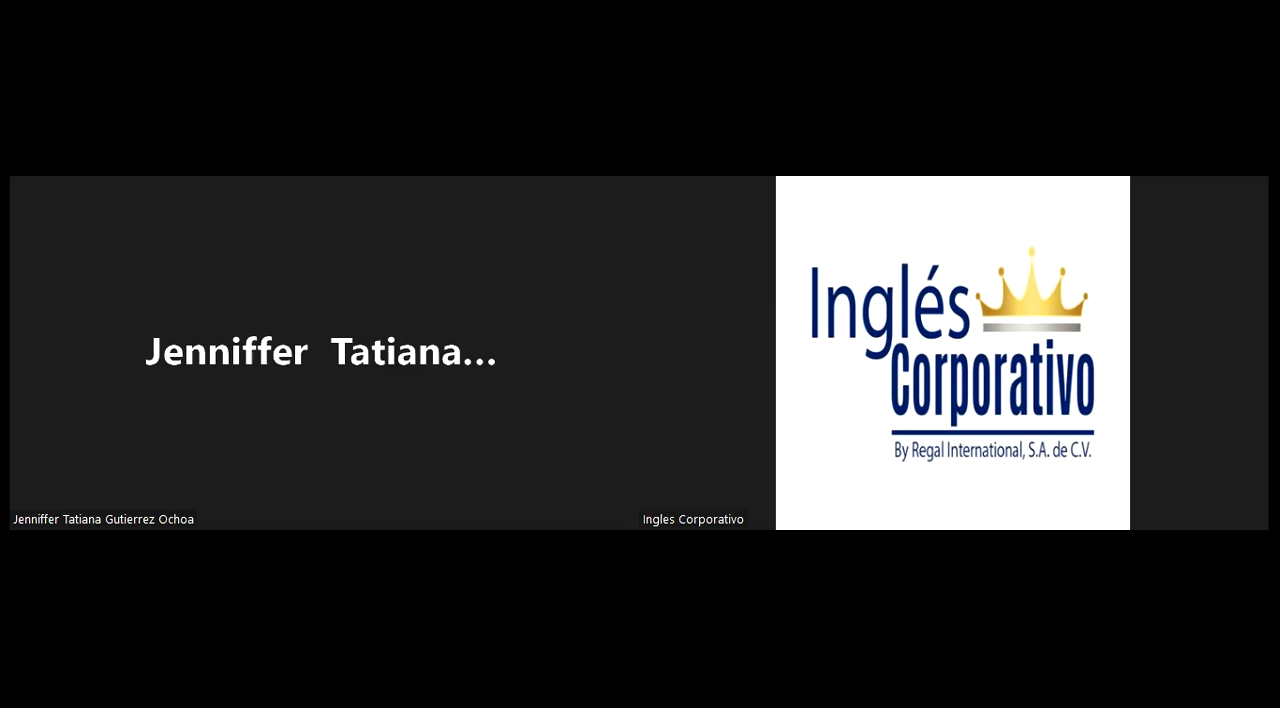 Jenniffer Tatiana...
Jenniffer Tatiana Gutierrez Ochoa
Inglés
Corporativo
By Regal International, S.A. de C.V.
Ingles Corporativo